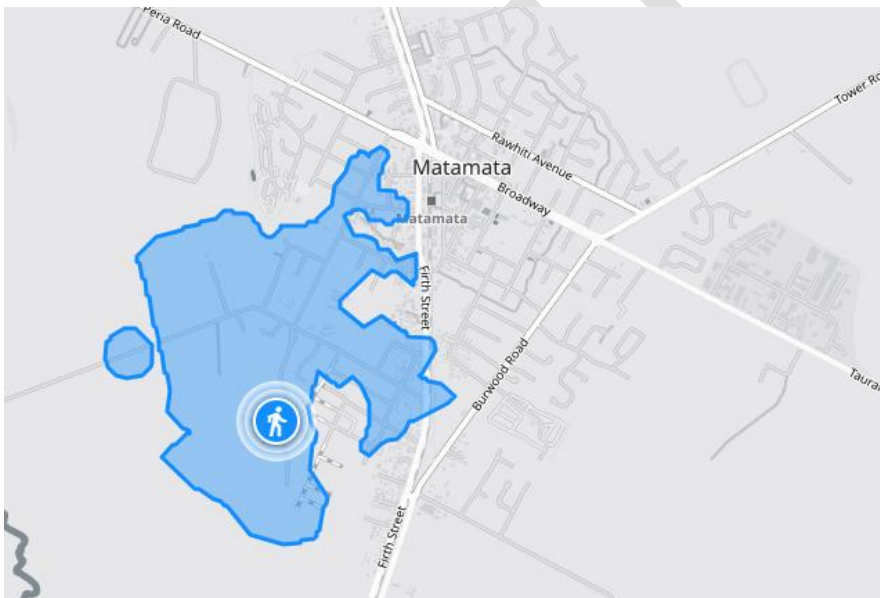 Peria Road
Tower Ro
Rawhiti Avenue
Matamata
Broadway
Matamata
Firth Street
Burwood Road
Taura
Firth Street